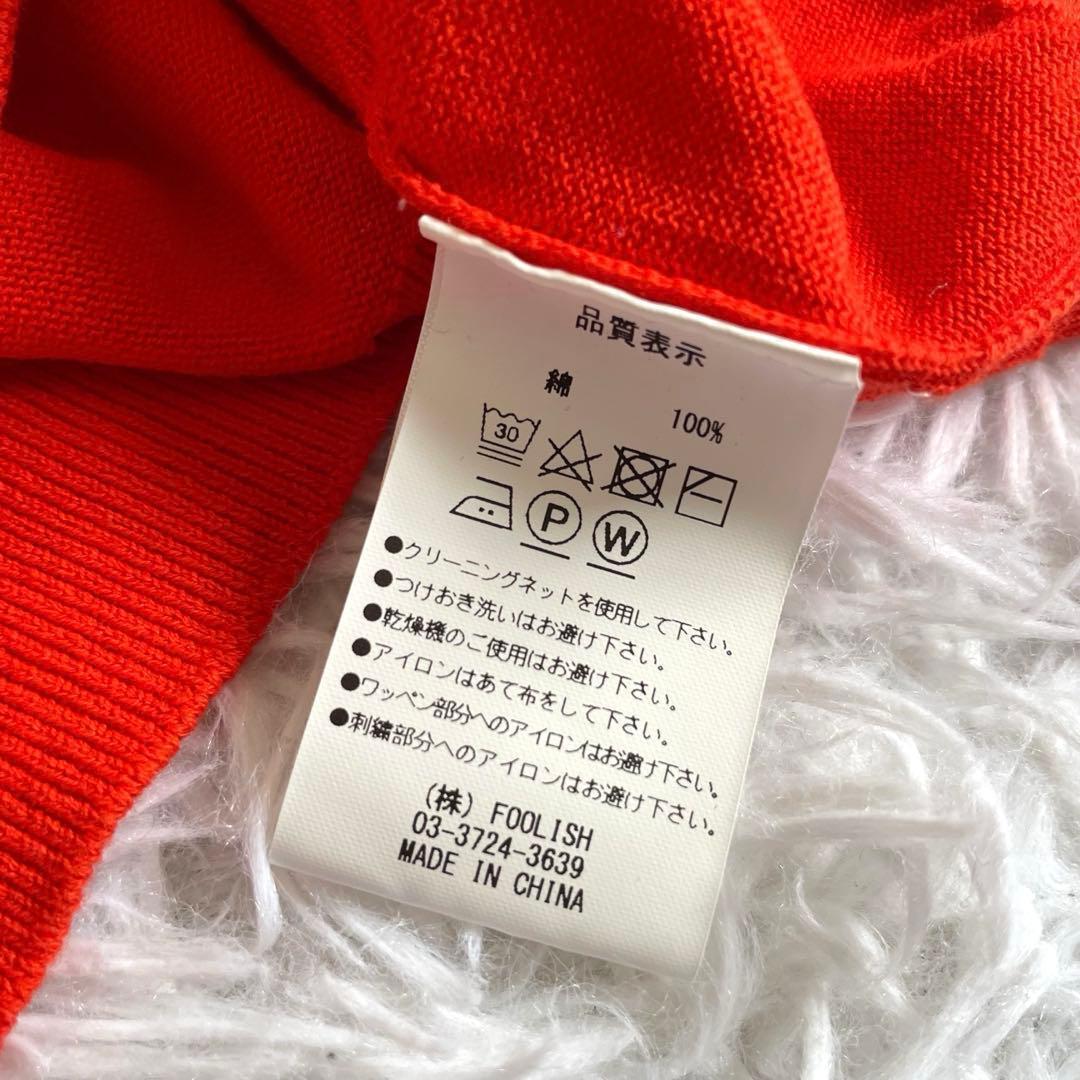 品質表示
綿 100%
30
P W
●クリーニングネットを使用して下さい。
●つけおき洗いはお避け下さい。
●乾燥機のご使用はお避け下さい。
●アイロンはあて布をして下さい。
●ワッペン部分へのアイロンはお避け下さい。
●刺繍部分へのアイロンはお避け下さい。
(株) FOOLISH
03-3724-3639
MADE IN CHINA